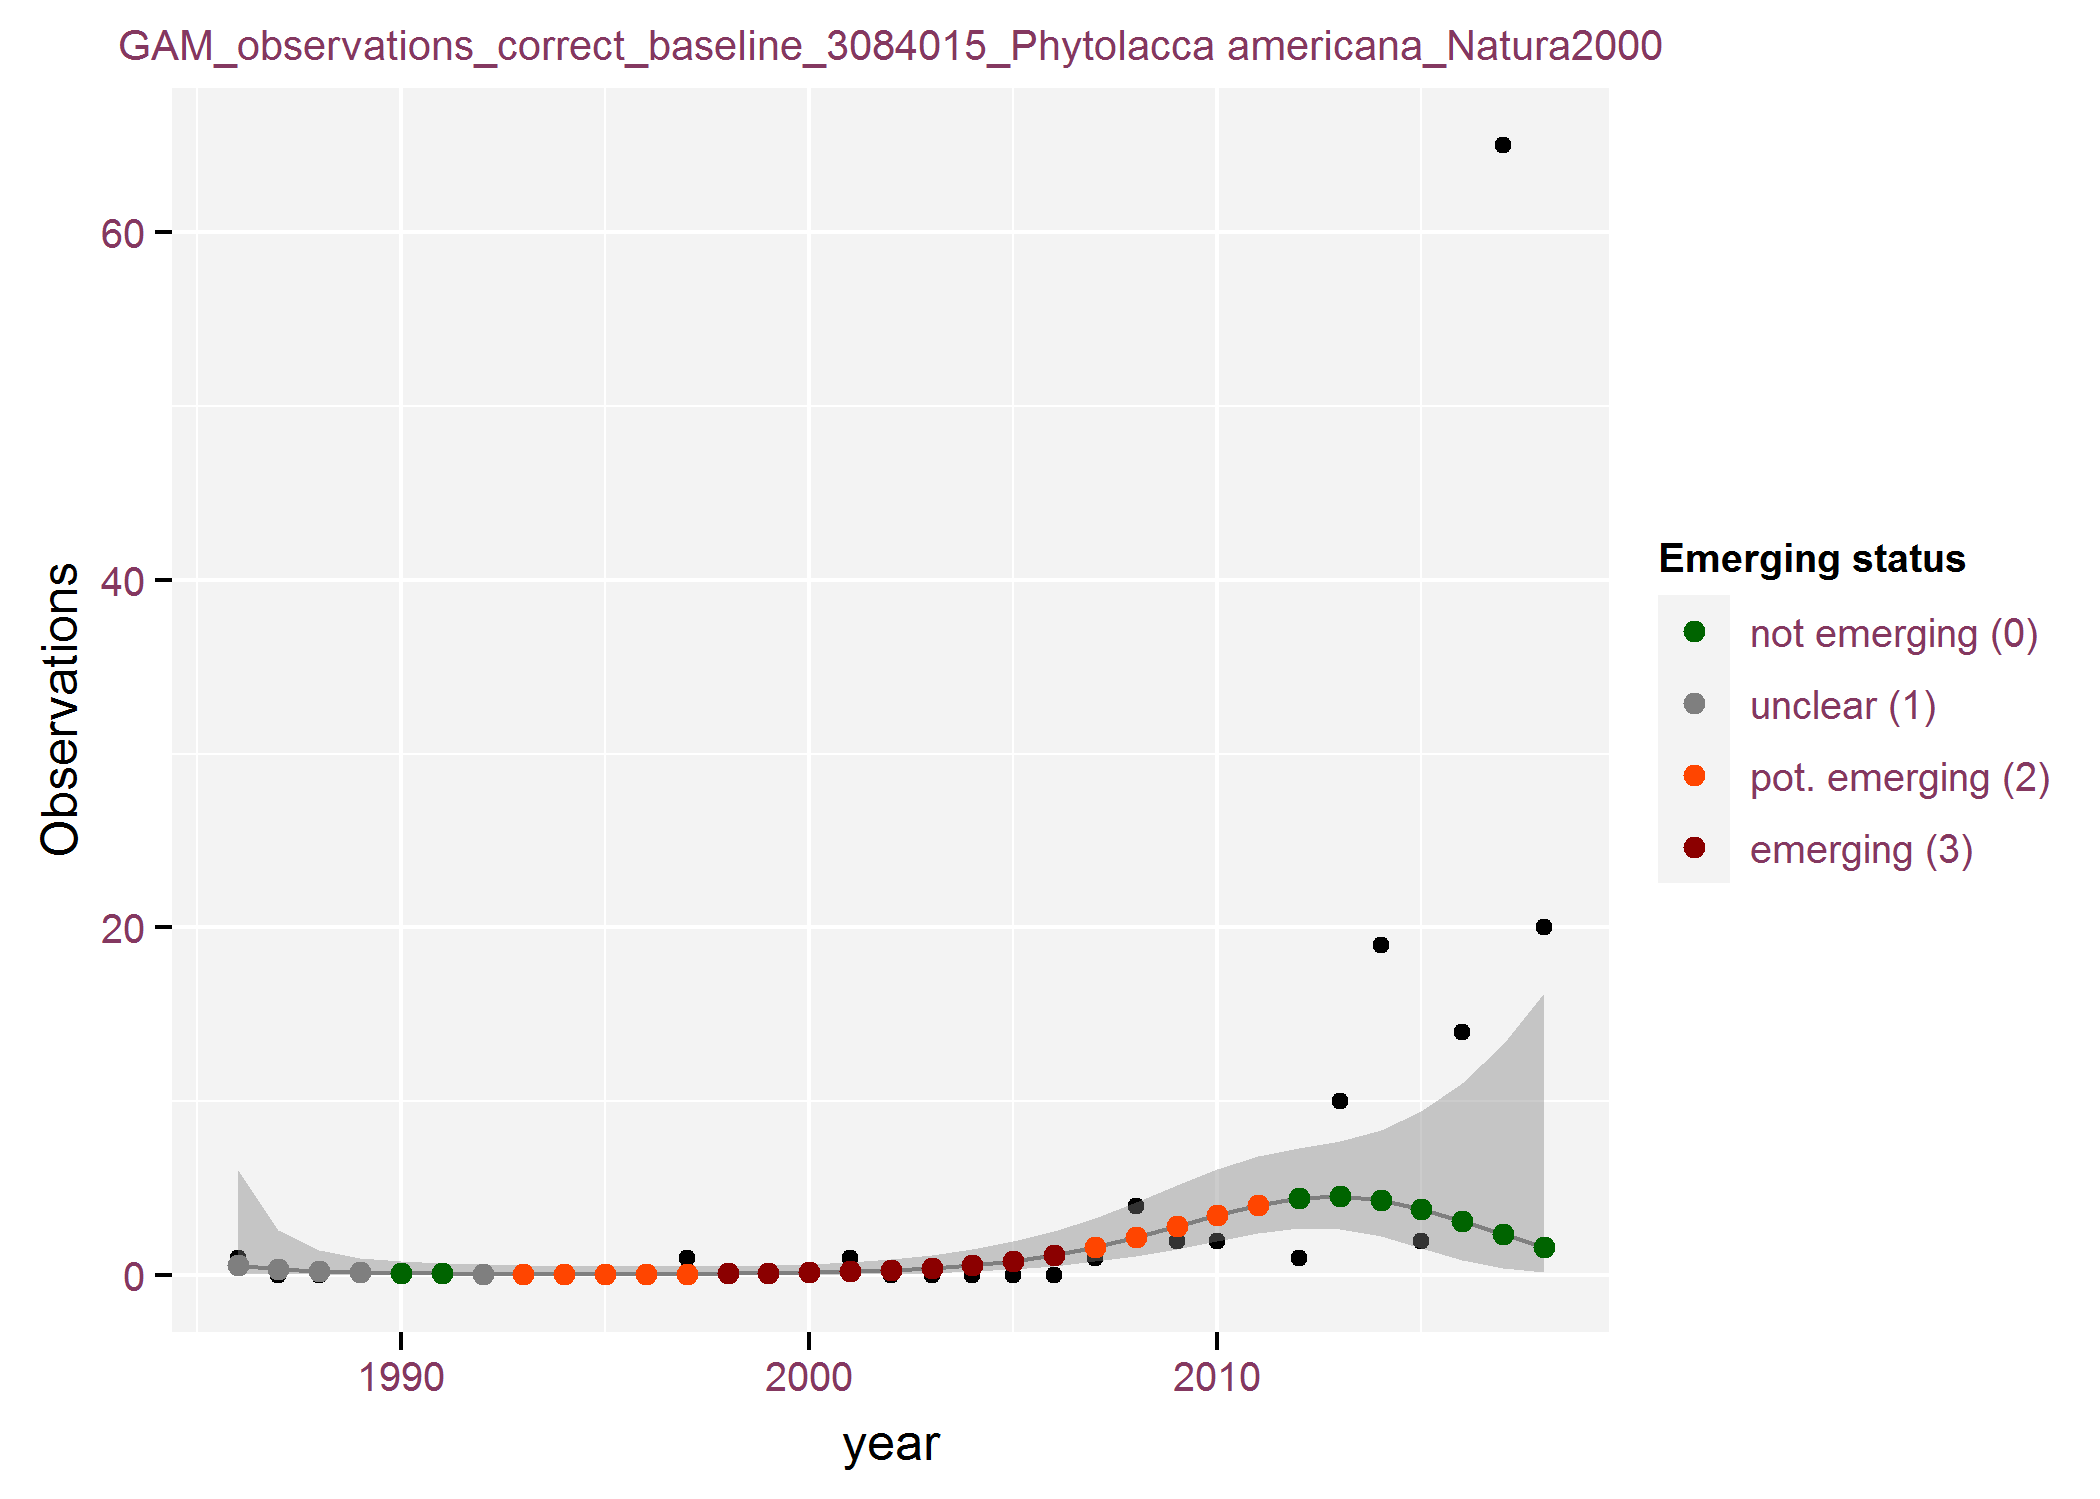 GAM_observations_correct_baseline_3084015_Phytolacca americana_Natura2000
Observations
60
40
20
0
1990
2000
2010
year
Emerging status
not emerging (0)
unclear (1)
pot. emerging (2)
emerging (3)